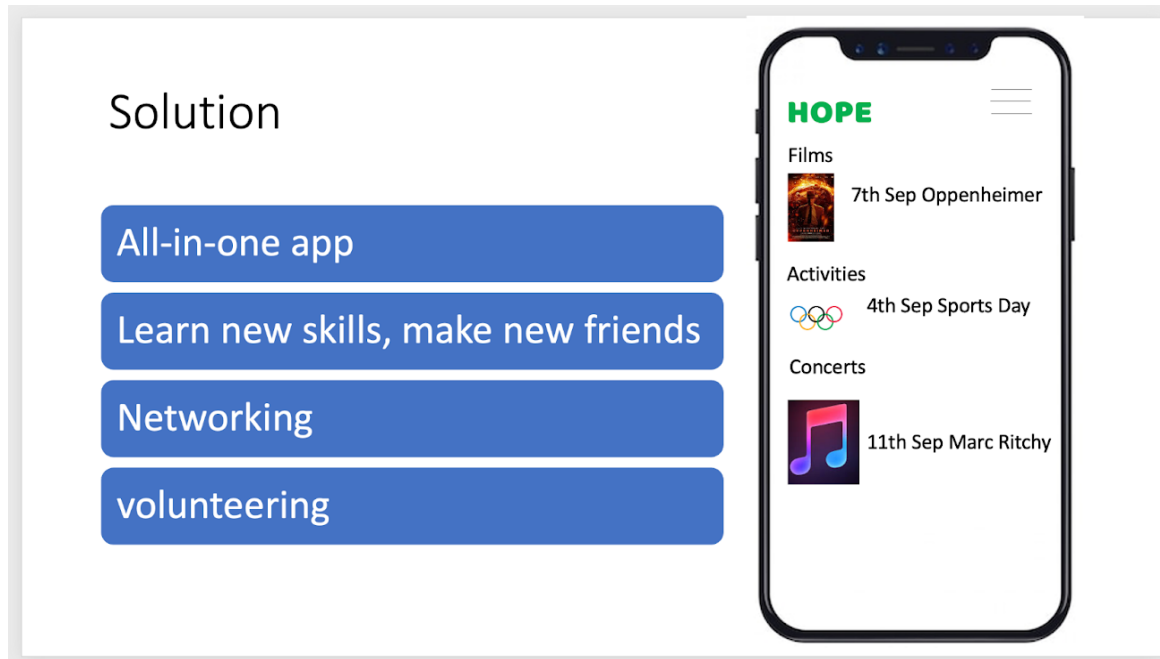 Solution
All-in-one app
Learn new skills, make new friends
Networking
volunteering
HOPE
Films
7th Sep Oppenheimer
Activities
4th Sep Sports Day
Concerts
11th Sep Marc Ritchy